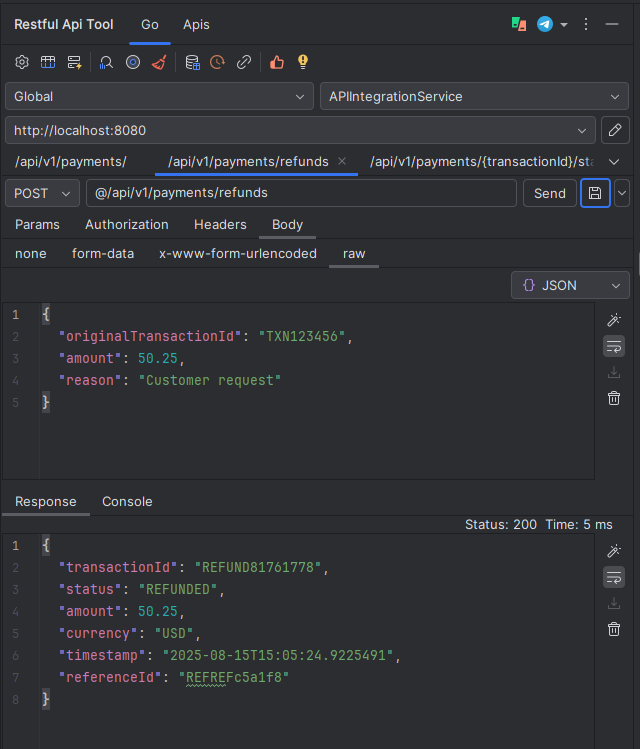 Restful Api Tool Go Apis
Global APIIntegrationService
http://localhost:8080
/api/v1/payments/ /api/v1/payments/refunds /api/v1/payments/{transactionId}/sta
POST @/api/v1/payments/refunds Send
Params Authorization Headers Body
none form-data x-www-form-urlencoded raw
{} JSON
1 {
2 "originalTransactionId": "TXN123456",
3 "amount": 50.25,
4 "reason": "Customer request"
5 }
Response Console
Status: 200 Time: 5 ms
1 {
2 "transactionId": "REFUND81761778",
3 "status": "REFUNDED",
4 "amount": 50.25,
5 "currency": "USD",
6 "timestamp": "2025-08-15T15:05:24.9225491",
7 "referenceId": "REFREFc5a1f8"
8 }